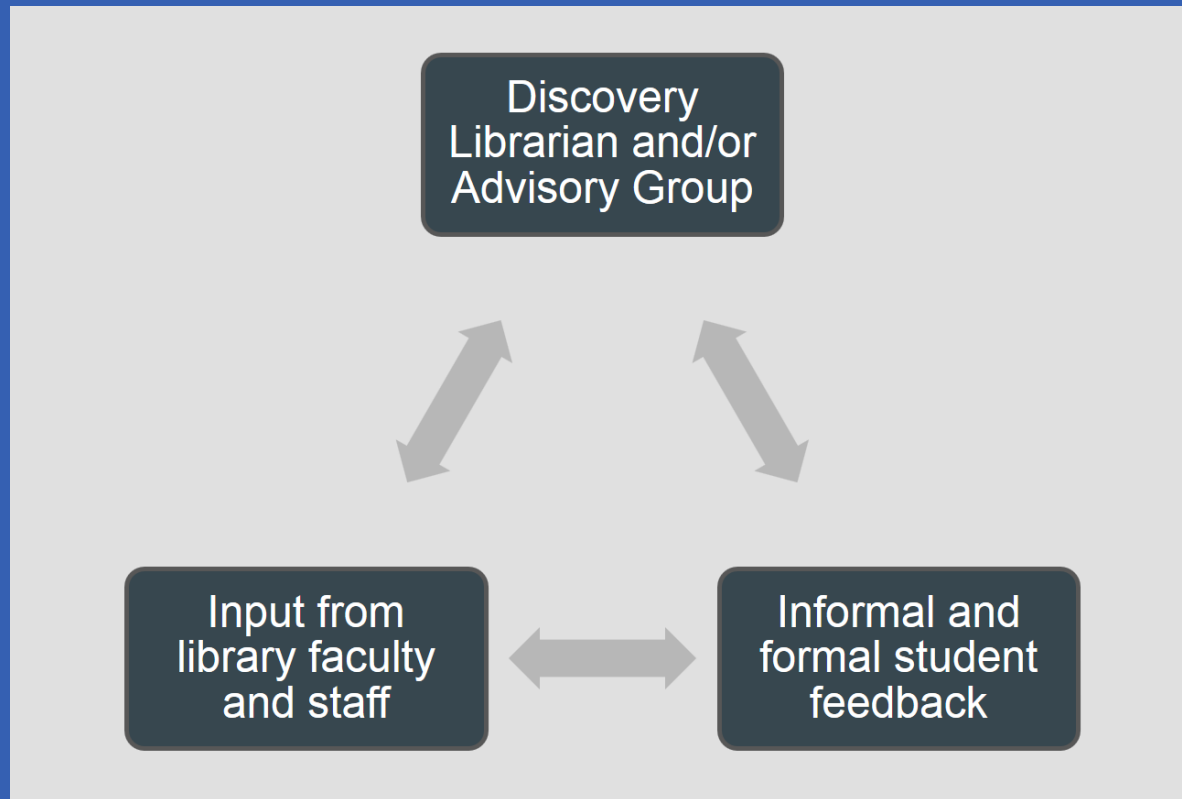 Discovery
Librarian and/or
Advisory Group
Input from
library faculty
and staff
Informal and
formal student
feedback